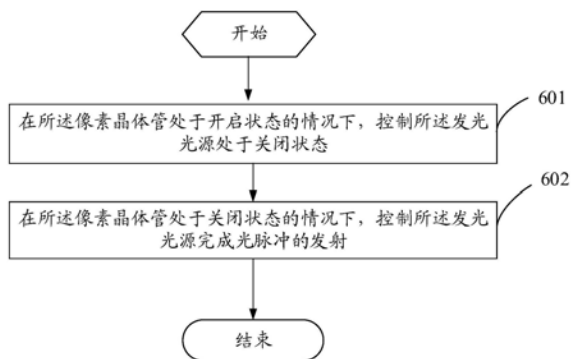 开始
601
在所述像素晶体管处于开启状态的情况下，控制所述发光
光源处于关闭状态
602
在所述像素晶体管处于关闭状态的情况下，控制所述发光
光源完成光脉冲的发射
结束